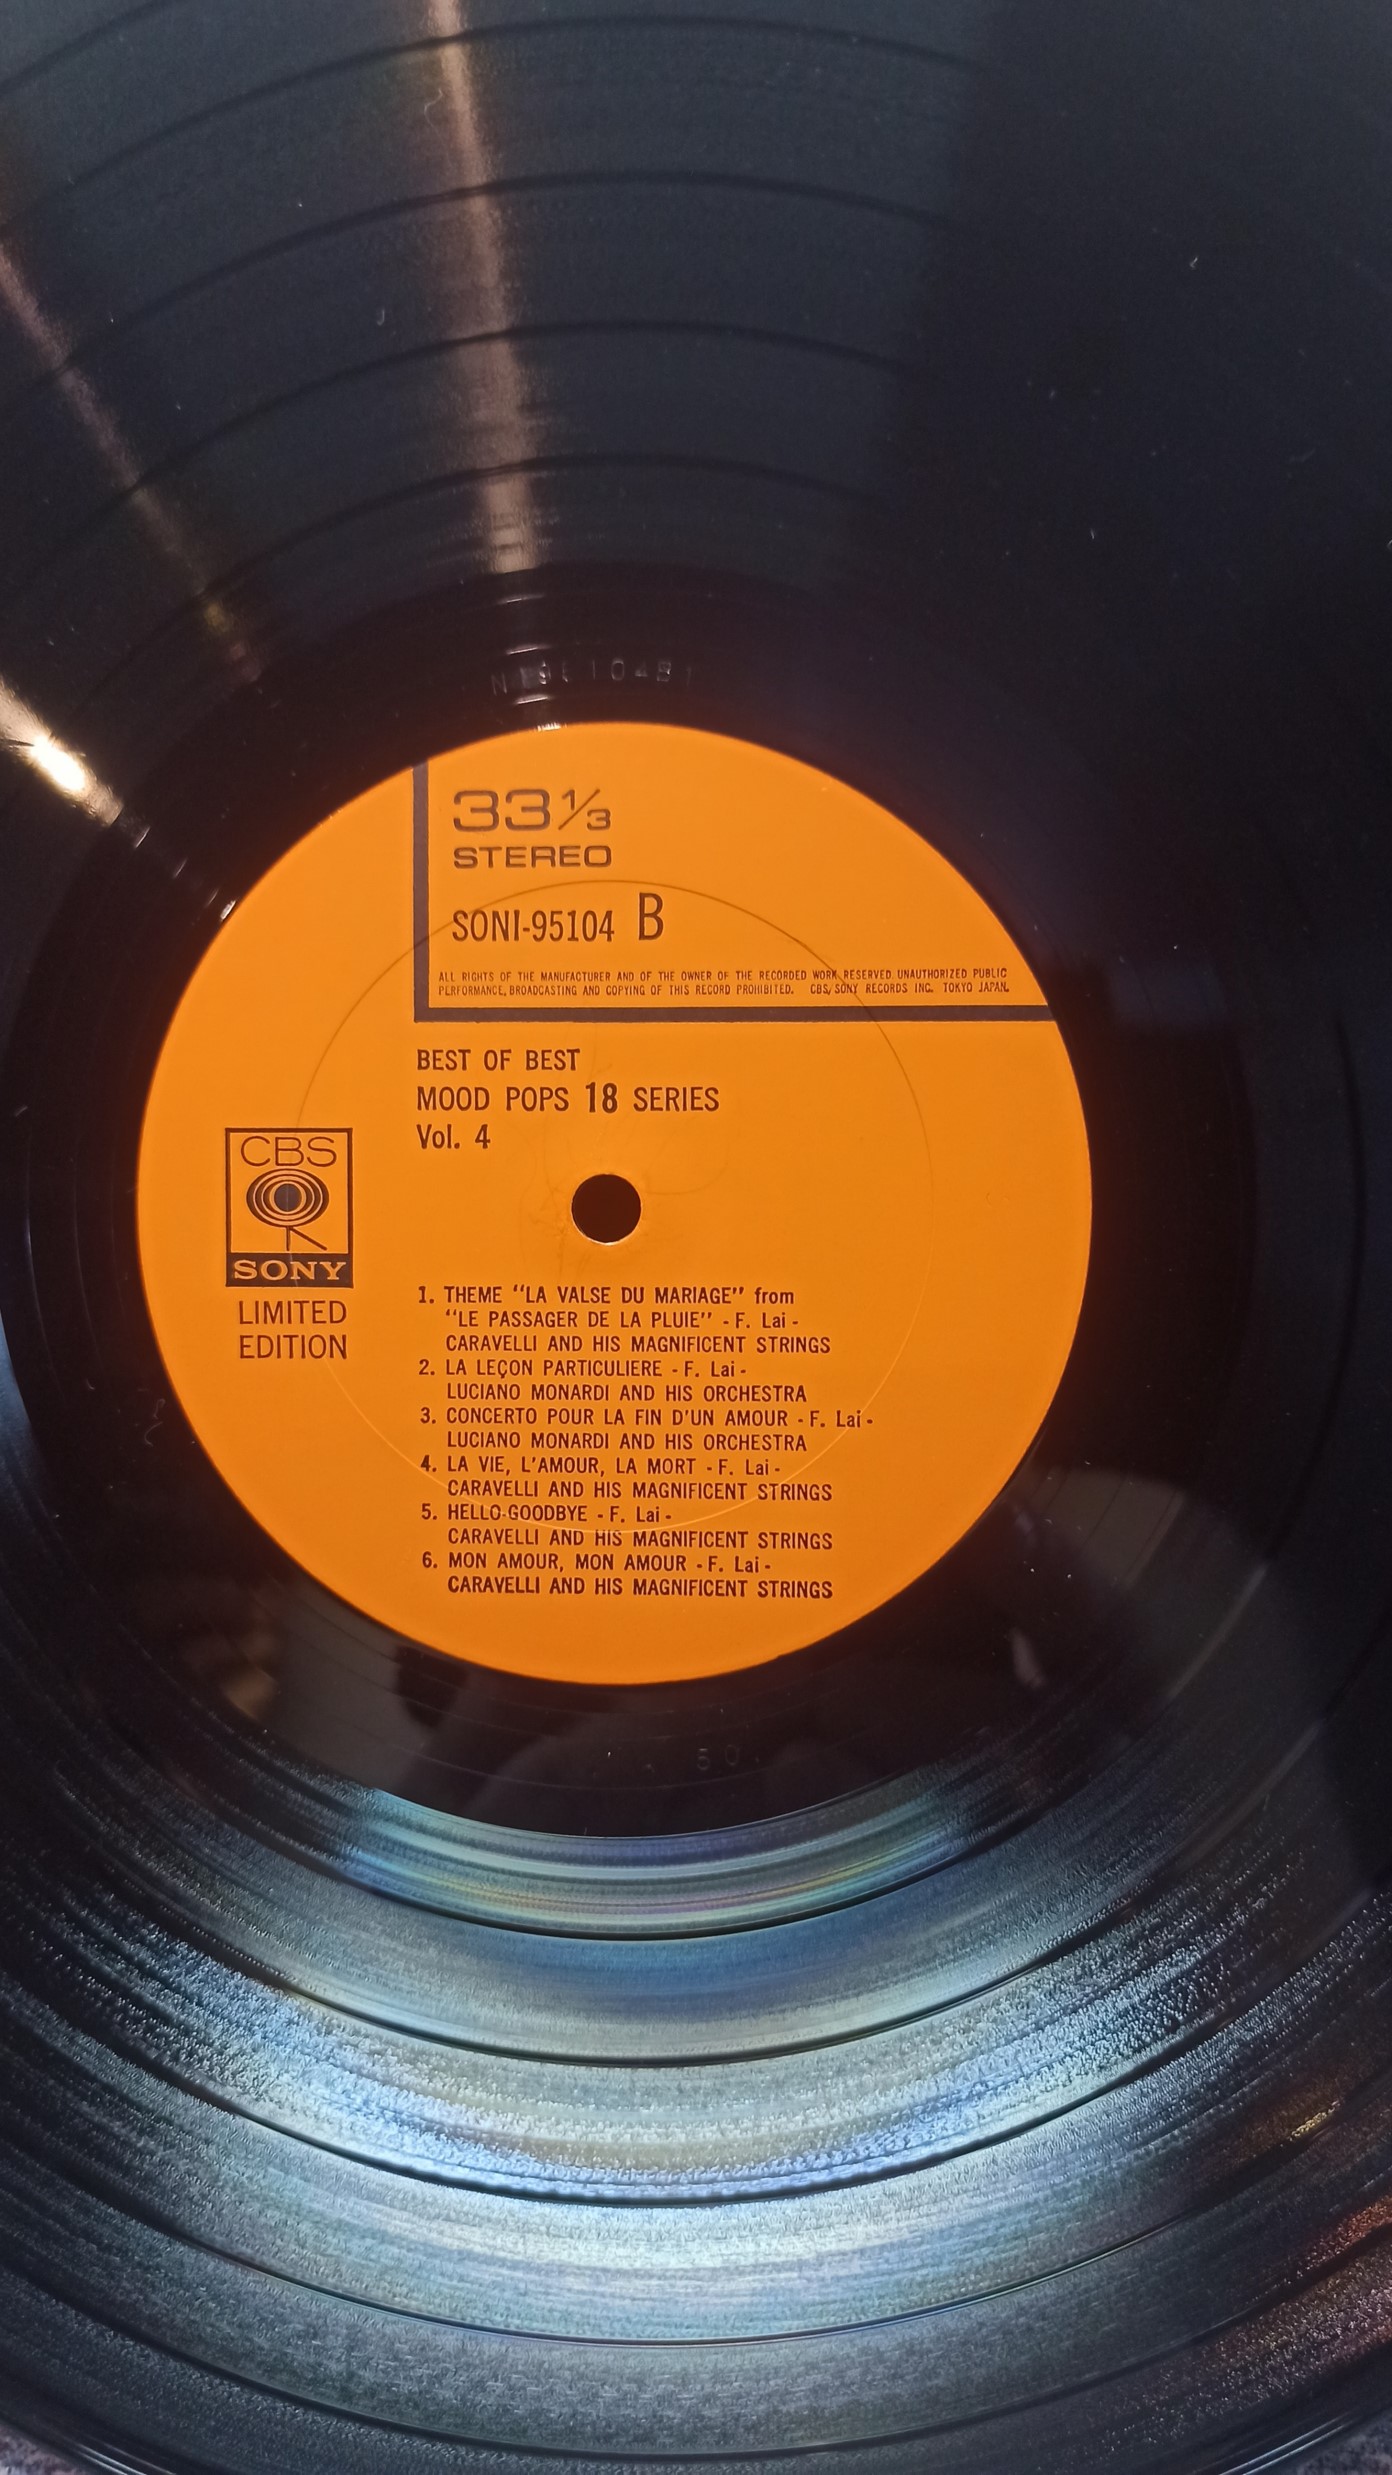 33 1/3
STEREO
SONI-95104 B
ALL RIGHTS OF THE MANUFACTURER AND OF THE OWNER OF THE RECORDED WORK RESERVED. UNAUTHORIZED PUBLIC
PERFORMANCE, BROADCASTING AND COPYING OF THIS RECORD PROHIBITED. CBS/SONY RECORDS INC. TOKYO JAPAN.
BEST OF BEST
MOOD POPS 18 SERIES
Vol. 4
CBS
SONY
LIMITED
EDITION
1. THEME "LA VALSE DU MARIAGE" from
"LE PASSAGER DE LA PLUIE" - F. Lai -
CARAVELLI AND HIS MAGNIFICENT STRINGS
2. LA LEÇON PARTICULIERE - F. Lai -
LUCIANO MONARDI AND HIS ORCHESTRA
3. CONCERTO POUR LA FIN D'UN AMOUR - F. Lai -
LUCIANO MONARDI AND HIS ORCHESTRA
4. LA VIE, L'AMOUR, LA MORT - F. Lai -
CARAVELLI AND HIS MAGNIFICENT STRINGS
5. HELLO-GOODBYE - F. Lai -
CARAVELLI AND HIS MAGNIFICENT STRINGS
6. MON AMOUR, MON AMOUR - F. Lai -
CARAVELLI AND HIS MAGNIFICENT STRINGS